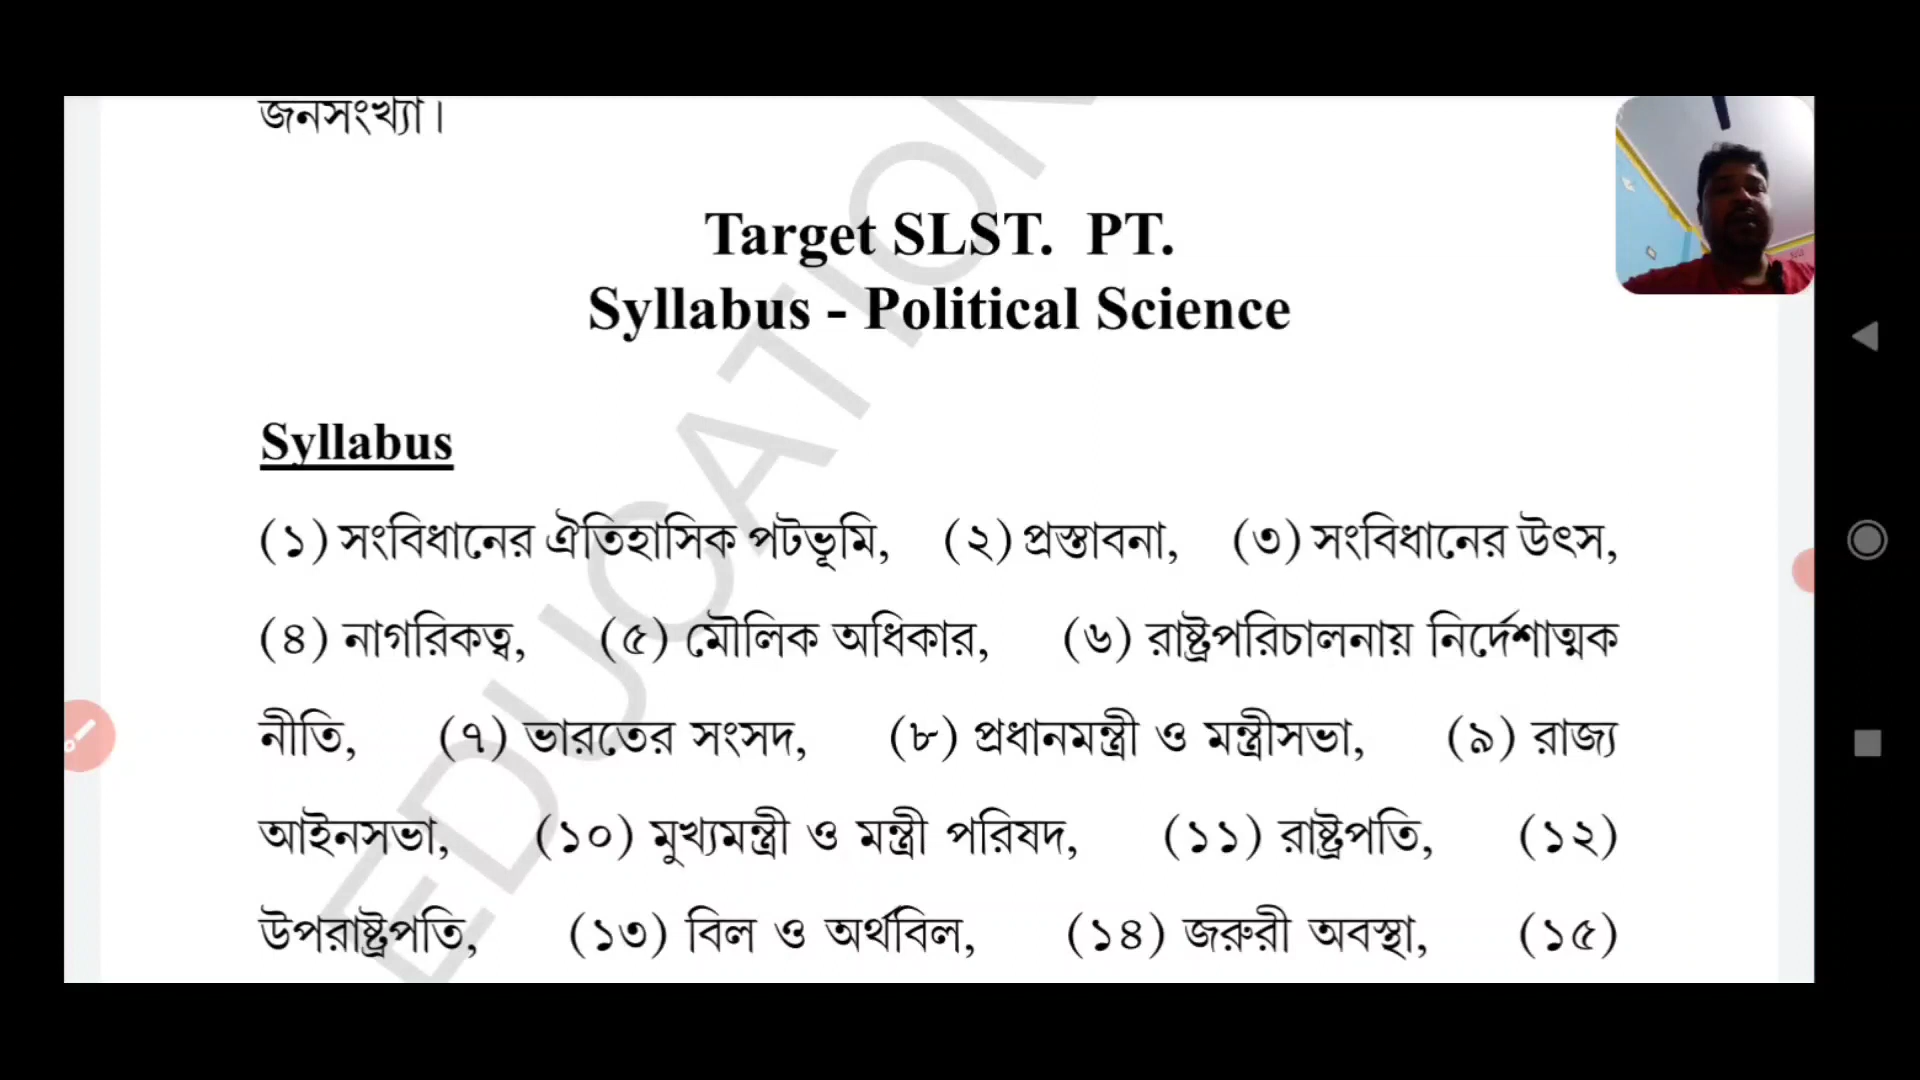 জনসংখ্যা।
Target SLST. PT.
Syllabus - Political Science
Syllabus
(১) সংবিধানের ঐতিহাসিক পটভূমি, (২) প্রস্তাবনা, (৩) সংবিধানের উৎস,
(৪) নাগরিকত্ব, (৫) মৌলিক অধিকার, (৬) রাষ্ট্রপরিচালনায় নির্দেশাত্মক
নীতি, (৭) ভারতের সংসদ, (৮) প্রধানমন্ত্রী ও মন্ত্রীসভা, (৯) রাজ্য
আইনসভা, (১০) মুখ্যমন্ত্রী ও মন্ত্রী পরিষদ, (১১) রাষ্ট্রপতি, (১২)
উপরাষ্ট্রপতি, (১৩) বিল ও অর্থবিল, (১৪) জরুরী অবস্থা, (১৫)
EDUCATION